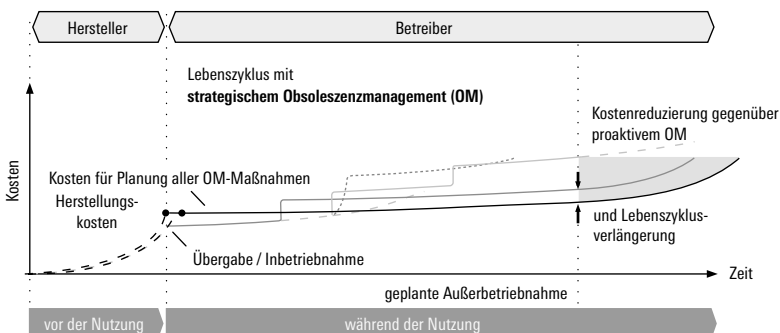 Hersteller
Betreiber
Lebenszyklus mit
strategischem Obsoleszenzmanagement (OM)
Kostenreduzierung gegenüber
proaktivem OM
Kosten
Kosten für Planung aller OM-Maßnahmen
Herstellungs-
kosten
und Lebenszyklus-
verlängerung
Übergabe / Inbetriebnahme
Zeit
geplante Außerbetriebnahme
vor der Nutzung
während der Nutzung